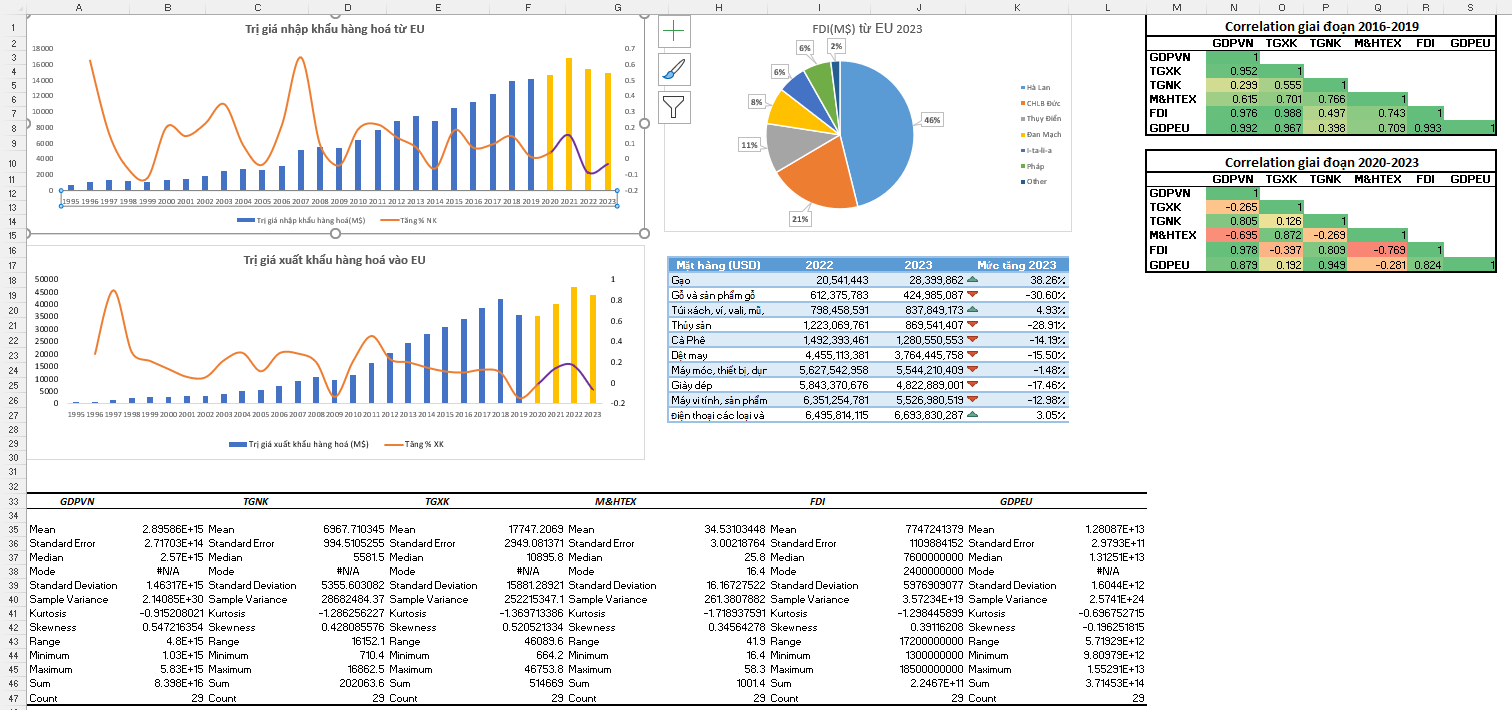 A B C D E F G H I J K L M N O P Q R S
Trị giá nhập khẩu hàng hoá từ EU
18000 16000 14000 12000 10000 8000 6000 4000 2000 0
0.7 0.6 0.5 0.4 0.3 0.2 0.1 0 -0.1 -0.2
1995 1996 1997 1998 1999 2000 2001 2002 2003 2004 2005 2006 2007 2008 2009 2010 2011 2012 2013 2014 2015 2016 2017 2018 2019 2020 2021 2022 2023
Trị giá nhập khẩu hàng hoá(M$) Tăng % NK
FDI(M$) từ EU 2023
46%
21%
11%
8%
6%
6%
2%
Hà Lan
CHLB Đức
Thụy Điển
Đan Mạch
I-ta-li-a
Pháp
Other
Correlation giai đoạn 2016-2019
GDPVN TGXK TGNK M&HTEX FDI GDPEU
GDPVN 1
TGXK 0.952 1
TGNK 0.299 0.555 1
M&HTEX 0.615 0.701 0.766 1
FDI 0.976 0.988 0.497 0.743 1
GDPEU 0.992 0.967 0.398 0.709 0.993 1
Correlation giai đoạn 2020-2023
GDPVN TGXK TGNK M&HTEX FDI GDPEU
GDPVN 1
TGXK -0.265 1
TGNK 0.805 0.126 1
M&HTEX -0.695 0.872 -0.269 1
FDI 0.978 -0.397 0.809 -0.769 1
GDPEU 0.879 0.192 0.949 -0.281 0.824 1
Trị giá xuất khẩu hàng hoá vào EU
50000 45000 40000 35000 30000 25000 20000 15000 10000 5000 0
1 0.8 0.6 0.4 0.2 0 -0.2
1995 1996 1997 1998 1999 2000 2001 2002 2003 2004 2005 2006 2007 2008 2009 2010 2011 2012 2013 2014 2015 2016 2017 2018 2019 2020 2021 2022 2023
Trị giá xuất khẩu hàng hoá (M$) Tăng % XK
Mặt hàng (USD) 2022 2023 Mức tăng 2023
Gạo 20,541,443 28,399,862 38.26%
Gỗ và sản phẩm gỗ 612,375,783 424,985,087 -30.60%
Túi xách, ví, vali, mũ, 798,458,591 837,849,173 4.93%
Thủy sản 1,223,069,761 869,541,407 -28.91%
Cà Phê 1,492,393,461 1,280,550,553 -14.19%
Dệt may 4,455,113,381 3,764,445,758 -15.50%
Máy móc, thiết bị, dụr 5,627,542,958 5,544,210,409 -1.48%
Giày dép 5,843,370,676 4,822,889,001 -17.46%
Máy vi tính, sản phẩm 6,351,254,781 5,526,980,519 -12.98%
Điện thoại các loại và 6,495,814,115 6,693,830,287 3.05%
GDPVN TGNK TGXK M&HTEX FDI GDPEU
Mean 2.89586E+15 Mean 6967.710345 Mean 17747.2069 Mean 34.53103448 Mean 7747241379 Mean 1.28087E+13
Standard Error 2.71703E+14 Standard Error 994.5105255 Standard Error 2949.081371 Standard Error 3.00218764 Standard Error 1109884152 Standard Error 2.9793E+11
Median 2.57E+15 Median 5581.5 Median 10895.8 Median 25.8 Median 7600000000 Median 1.31251E+13
Mode #N/A Mode #N/A Mode #N/A Mode 16.4 Mode 2400000000 Mode #N/A
Standard Deviation 1.46317E+15 Standard Deviation 5355.603082 Standard Deviation 15881.28921 Standard Deviation 16.16727522 Standard Deviation 5976909077 Standard Deviation 1.6044E+12
Sample Variance 2.14085E+30 Sample Variance 28682484.37 Sample Variance 252215347.1 Sample Variance 261.3807882 Sample Variance 3.57234E+19 Sample Variance 2.5741E+24
Kurtosis -0.915208021 Kurtosis -1.286256227 Kurtosis -1.369713386 Kurtosis -1.718937591 Kurtosis -1.298445899 Kurtosis -0.696752715
Skewness 0.547216354 Skewness 0.428085576 Skewness 0.520521334 Skewness 0.34564278 Skewness 0.39116208 Skewness -0.196251815
Range 4.8E+15 Range 16152.1 Range 46089.6 Range 41.9 Range 17200000000 Range 5.71929E+12
Minimum 1.03E+15 Minimum 710.4 Minimum 664.2 Minimum 16.4 Minimum 1300000000 Minimum 9.80979E+12
Maximum 5.83E+15 Maximum 16862.5 Maximum 46753.8 Maximum 58.3 Maximum 18500000000 Maximum 1.55291E+13
Sum 8.398E+16 Sum 202063.6 Sum 514669 Sum 1001.4 Sum 2.2467E+11 Sum 3.71453E+14
Count 29 Count 29 Count 29 Count 29 Count 29 Count 29